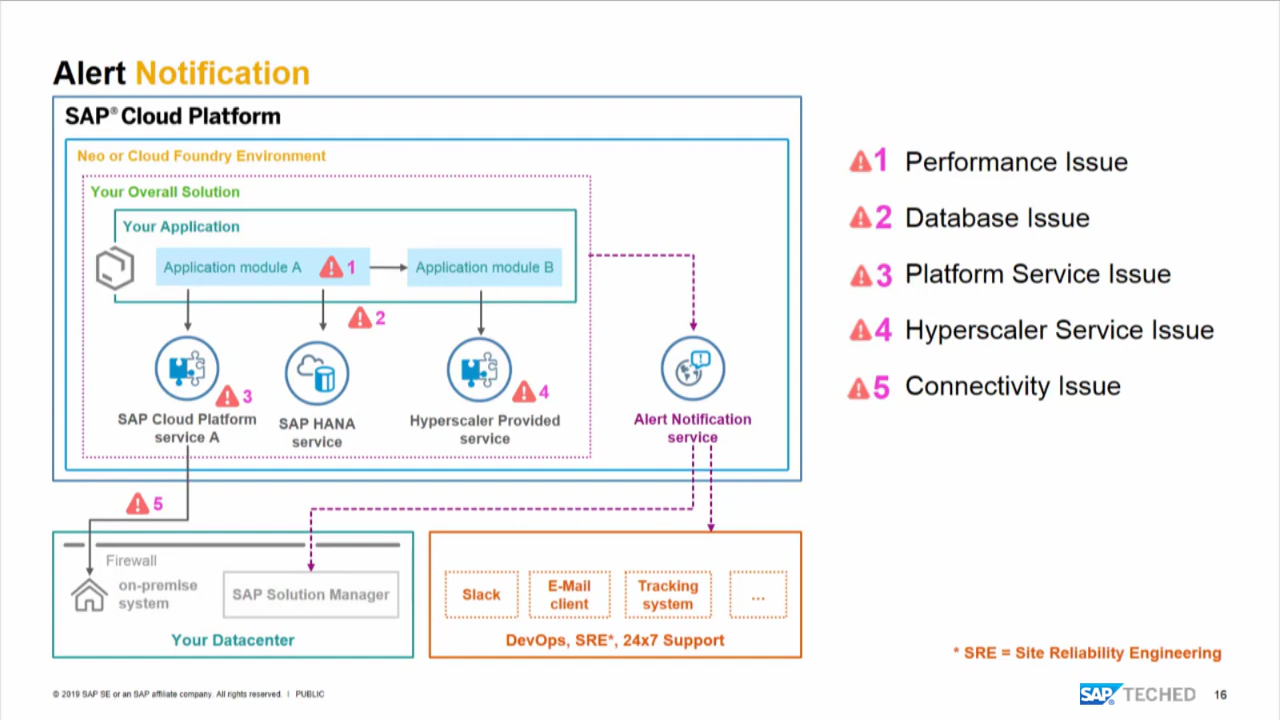 Alert Notification
SAP® Cloud Platform
Neo or Cloud Foundry Environment
Your Overall Solution
Your Application
Application module A
1
Application module B
2
3
4
SAP Cloud Platform
service A
SAP HANA
service
Hyperscaler Provided
service
Alert Notification
service
5
Firewall
on-premise
system
SAP Solution Manager
Your Datacenter
Slack
E-Mail
client
Tracking
system
...
DevOps, SRE*, 24x7 Support
1 Performance Issue
2 Database Issue
3 Platform Service Issue
4 Hyperscaler Service Issue
5 Connectivity Issue
* SRE = Site Reliability Engineering
© 2019 SAP SE or an SAP affiliate company. All rights reserved. | PUBLIC
SAP TECHED
16